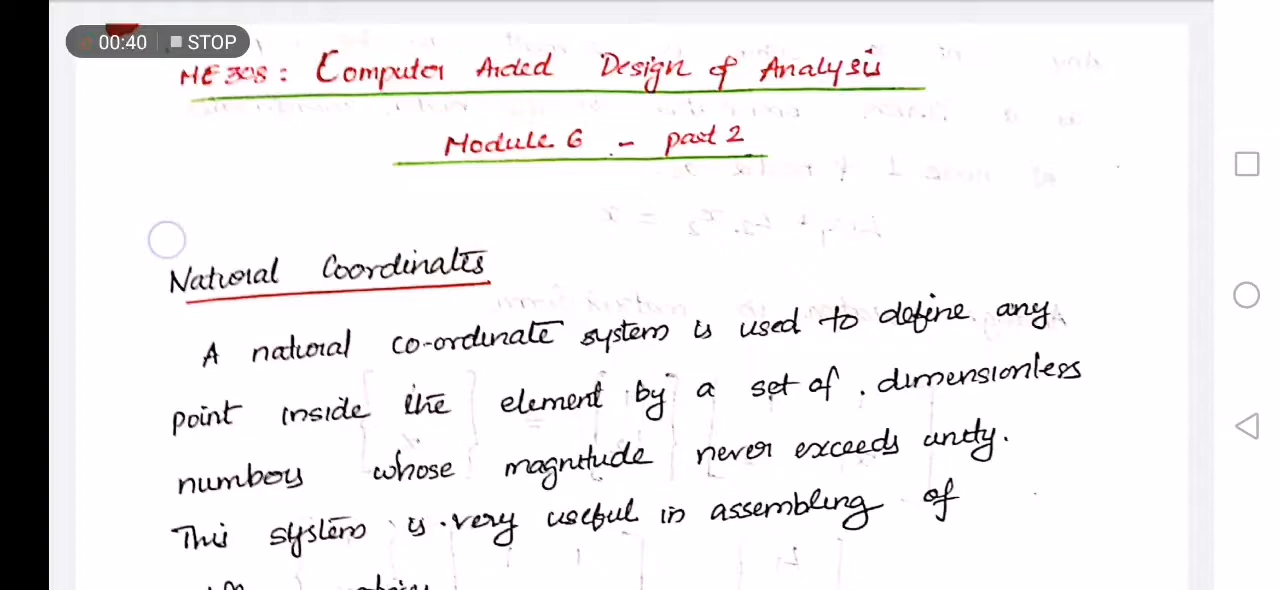 00:40 STOP
ME 308: Computer Aided Design & Analysis
Module 6 - part 2
Natural Coordinates
A natural co-ordinate system is used to define any
point inside the element by a set of dimensionless
numbers whose magnitude never exceeds unity.
This system is very useful in assembling of